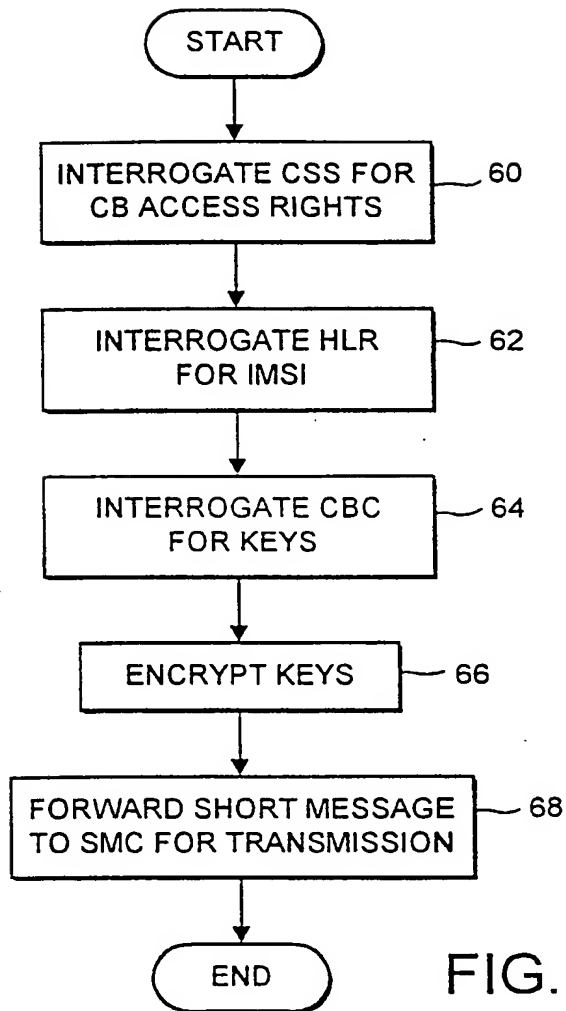 START
INTERROGATE CSS FOR
CB ACCESS RIGHTS
60
INTERROGATE HLR
FOR IMSI
62
INTERROGATE CBC
FOR KEYS
64
ENCRYPT KEYS
66
FORWARD SHORT MESSAGE
TO SMC FOR TRANSMISSION
68
END
FIG.